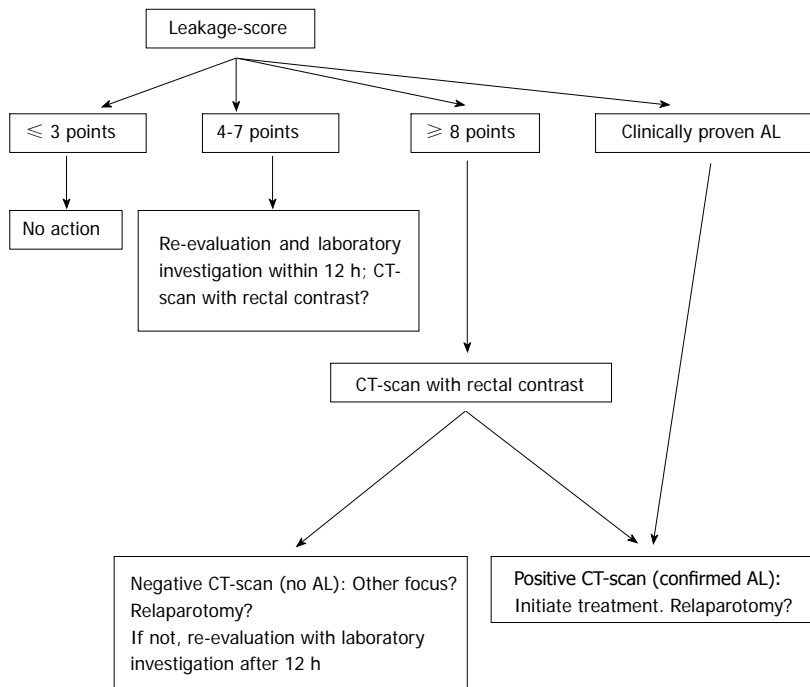 Leakage-score
≤ 3 points
4-7 points
≥ 8 points
Clinically proven AL
No action
Re-evaluation and laboratory
investigation within 12 h; CT-
scan with rectal contrast?
CT-scan with rectal contrast
Negative CT-scan (no AL): Other focus?
Relaparotomy?
If not, re-evaluation with laboratory
investigation after 12 h
Positive CT-scan (confirmed AL):
Initiate treatment. Relaparotomy?